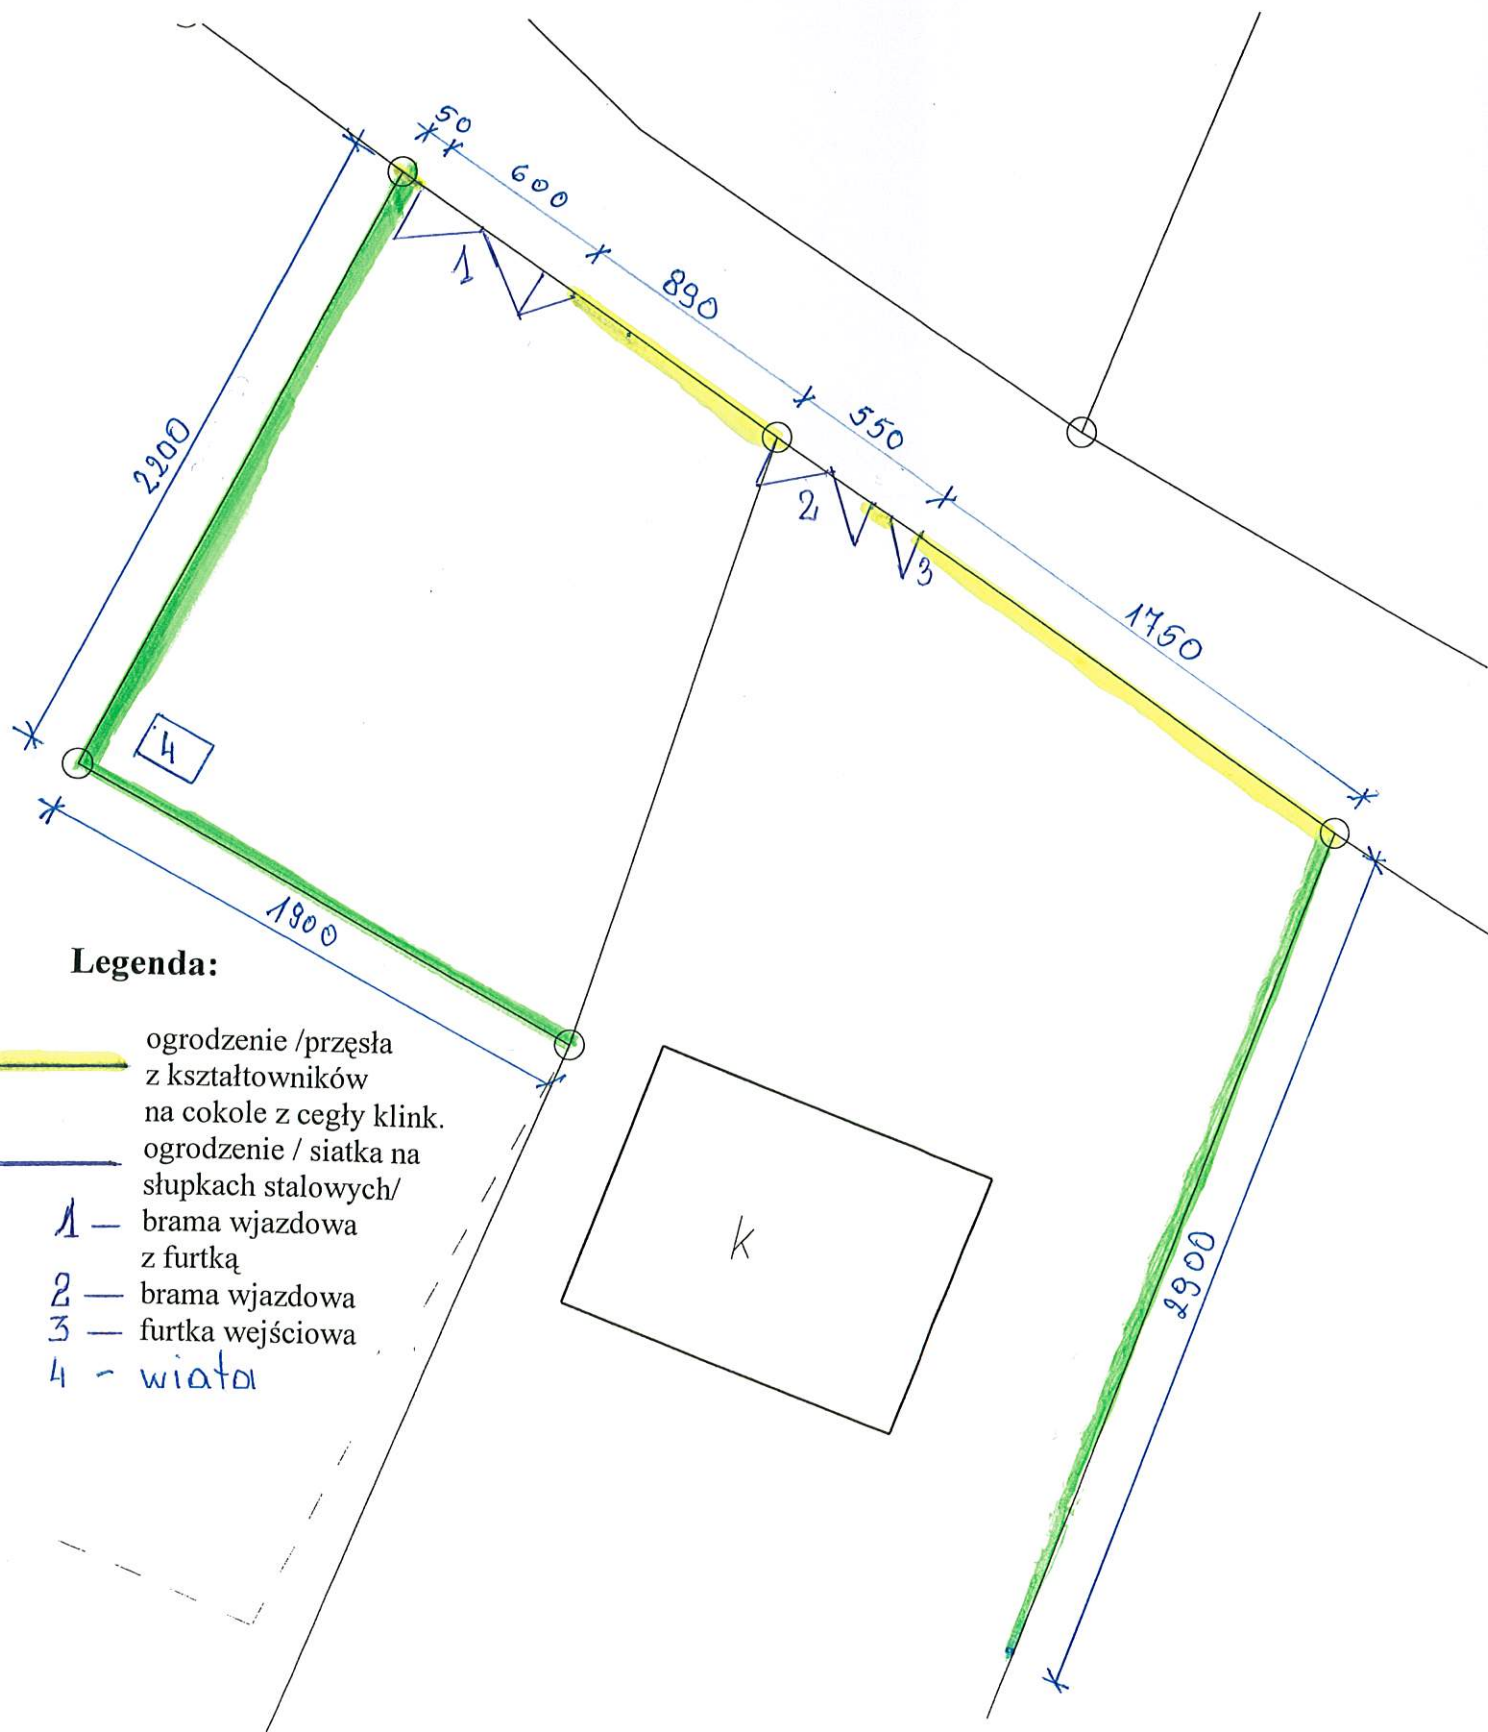 50
600
890
550
1750
2200
1
2
3
4
1900
2900
k
Legenda:
ogrodzenie /przęsła
z kształtowników
na cokole z cegły klink.
ogrodzenie / siatka na
słupkach stalowych/
1 — brama wjazdowa
z furtką
2 — brama wjazdowa
3 — furtka wejściowa
4 - wiata